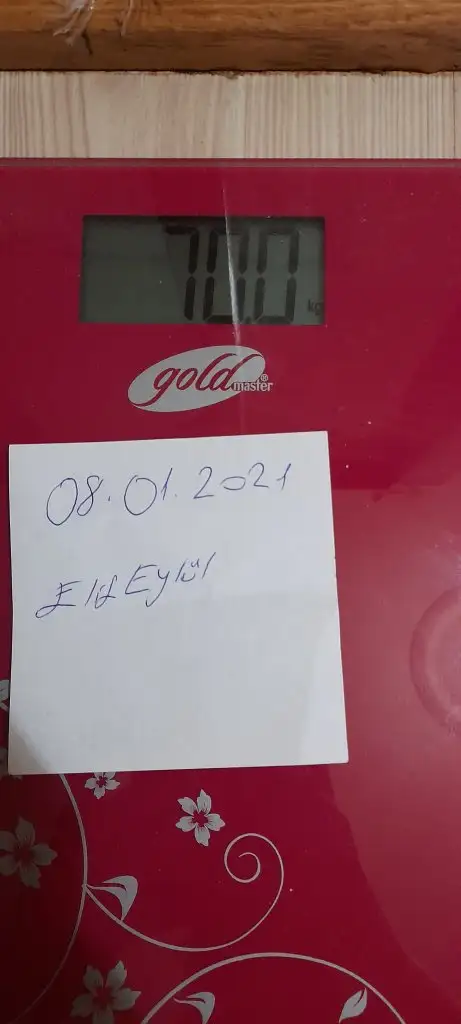 70.0 kg
gold
master®
08.01.2021
Elif Eylül